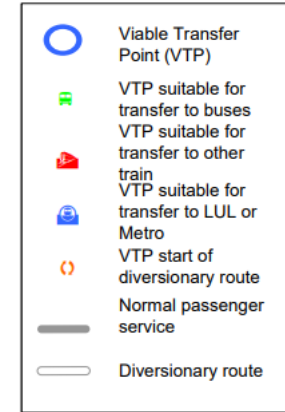 Viable Transfer
Point (VTP)
VTP suitable for
transfer to buses
VTP suitable for
transfer to other
train
VTP suitable for
transfer to LUL or
Metro
VTP start of
diversionary route
Normal passenger
service
Diversionary route